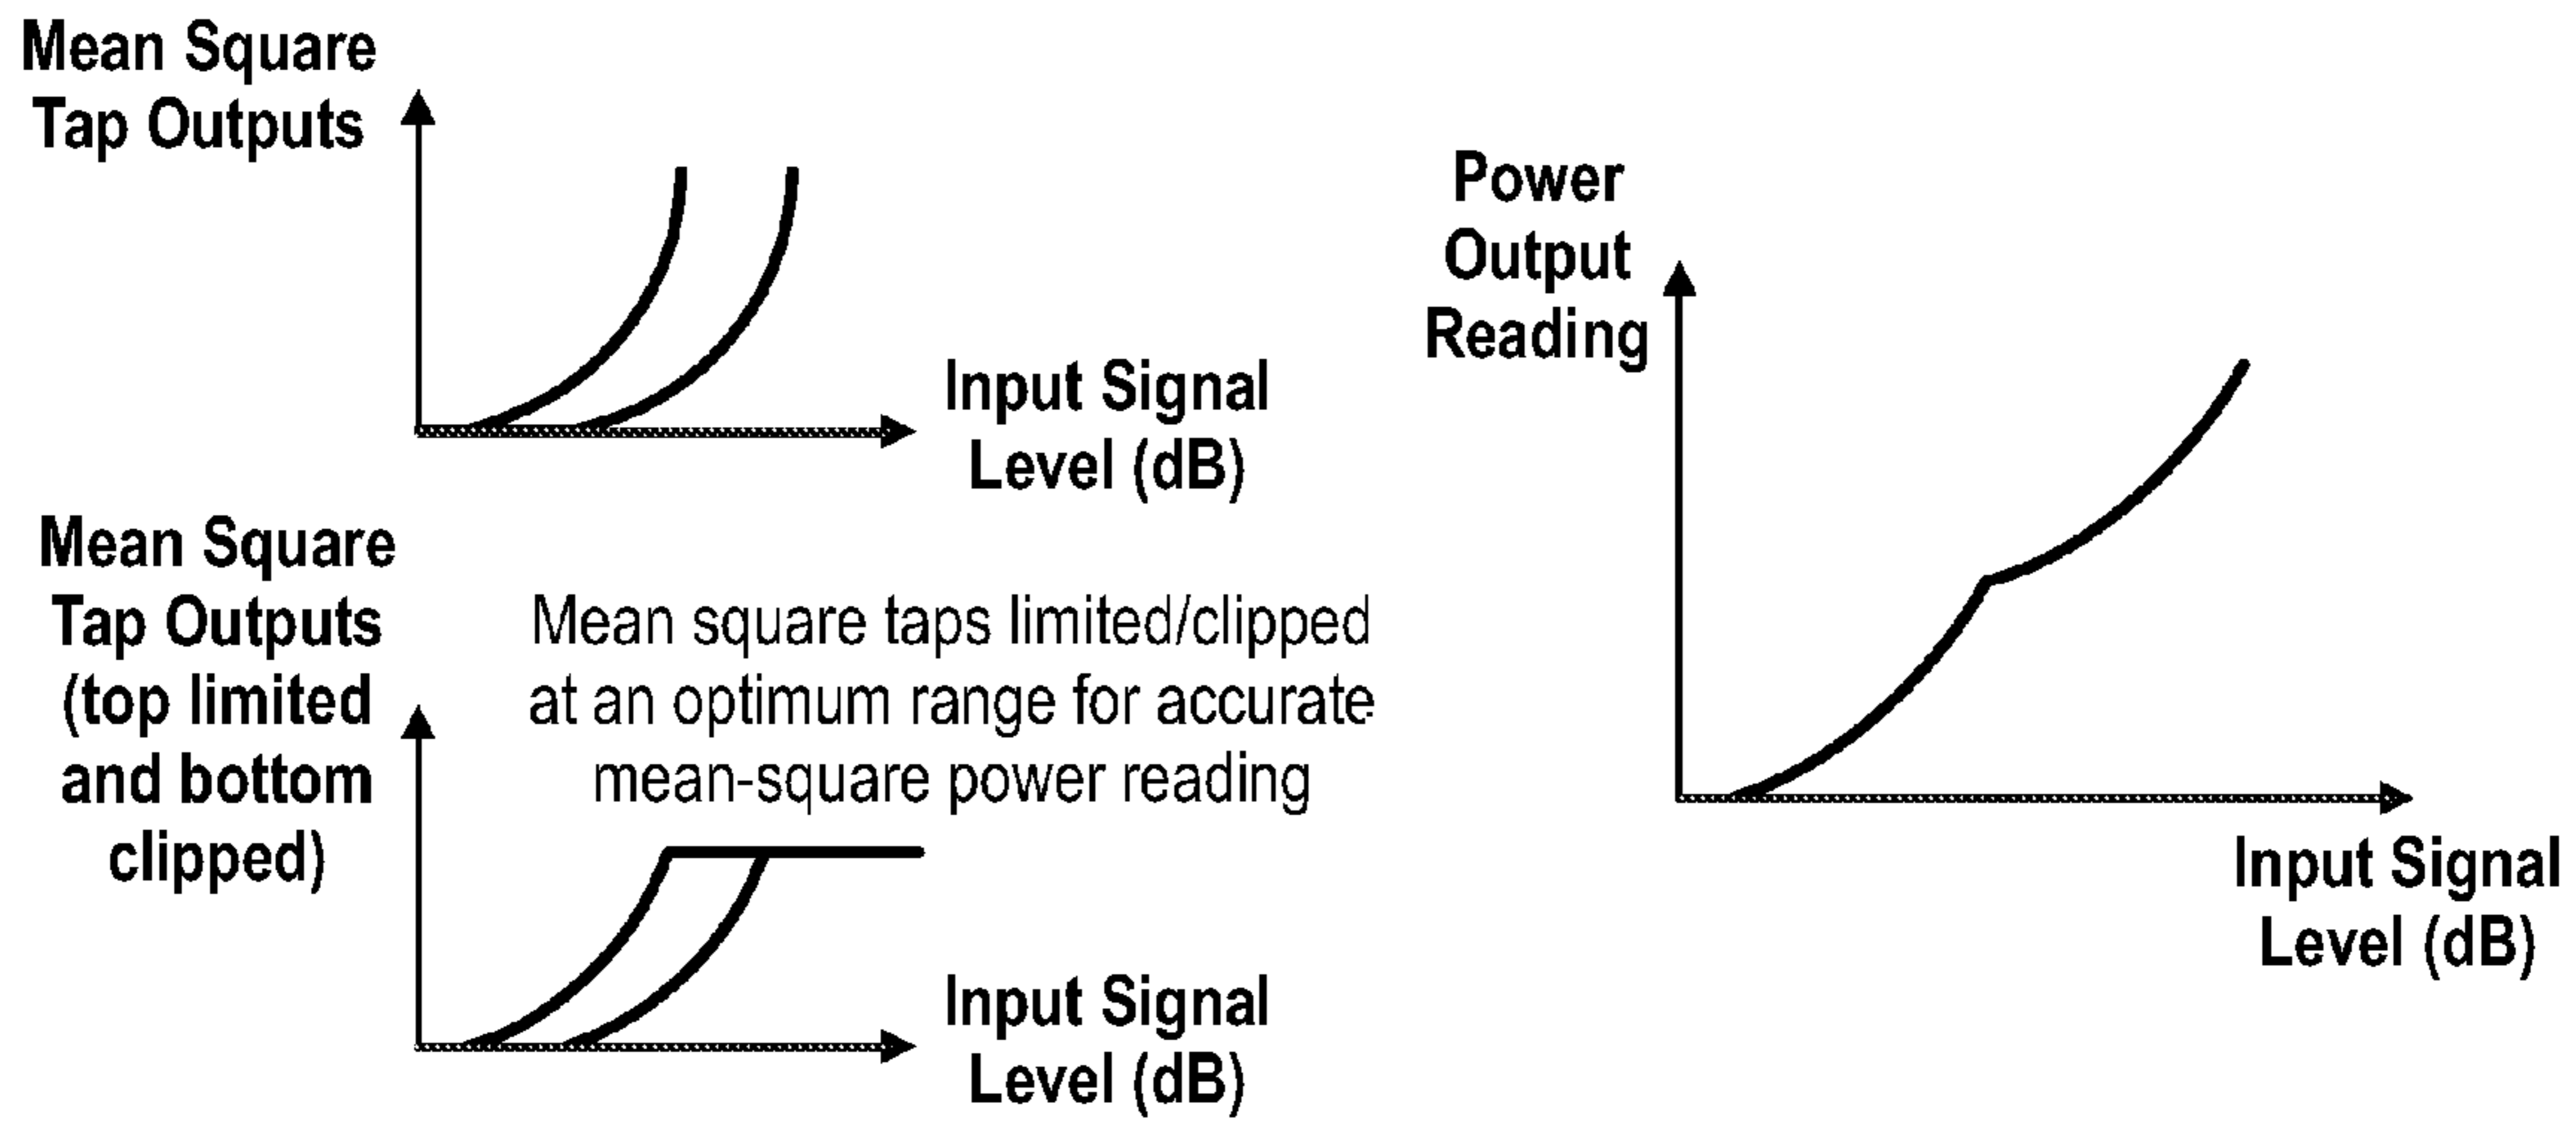 Mean Square
Tap Outputs
Input Signal
Level (dB)
Mean Square
Tap Outputs
(top limited
and bottom
clipped)
Mean square taps limited/clipped
at an optimum range for accurate
mean-square power reading
Input Signal
Level (dB)
Power
Output
Reading
Input Signal
Level (dB)